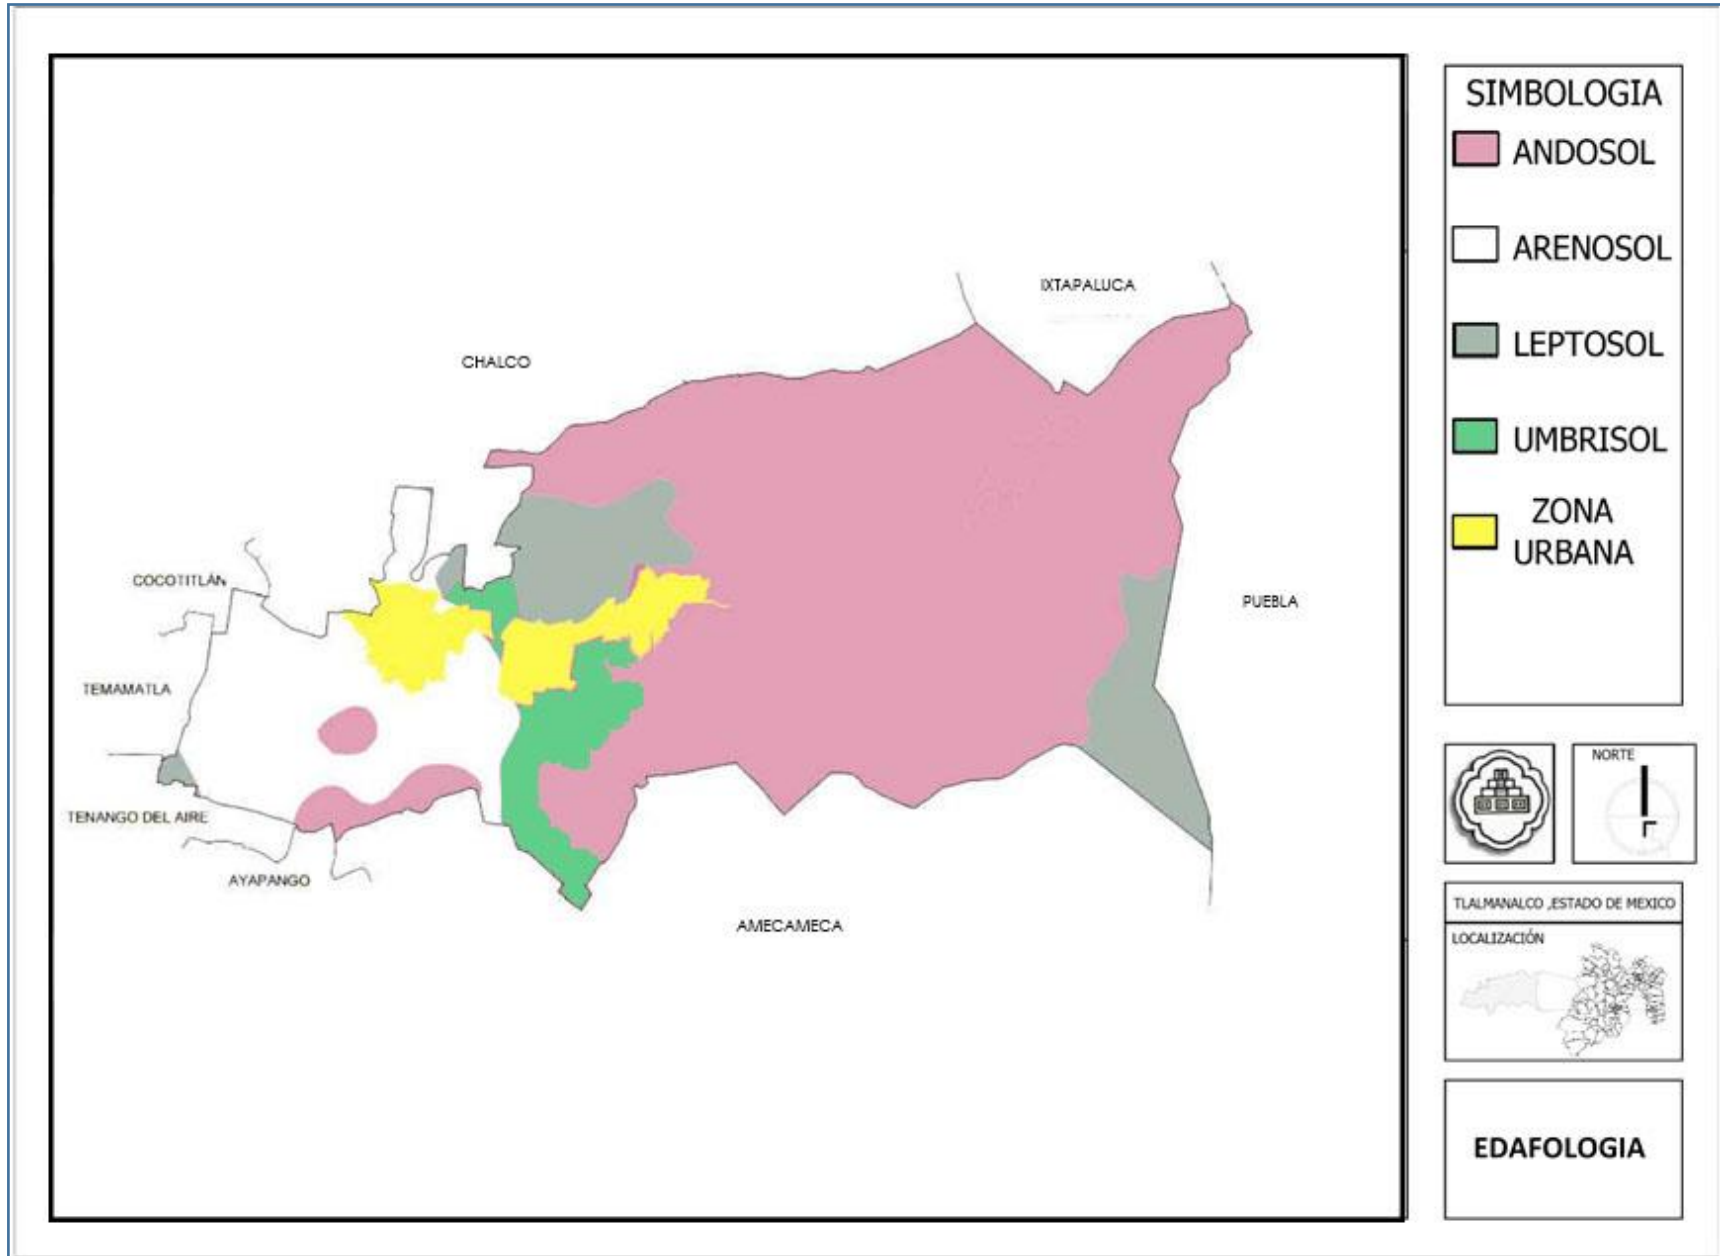 SIMBOLOGIA
ANDOSOL
ARENOSOL
LEPTOSOL
UMBRISOL
ZONA
URBANA
IXTAPALUCA
CHALCO
COCOTITLÁN
PUEBLA
TEMAMATLA
TENANGO DEL AIRE
AYAPANGO
AMECAMECA
NORTE
TLALMANALCO ,ESTADO DE MEXICO
LOCALIZACIÓN
EDAFOLOGIA